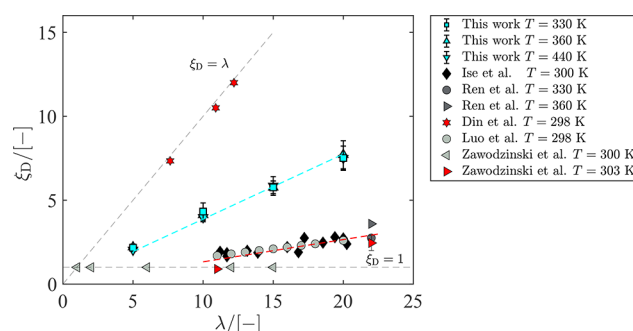 15
10
5
0
0
5
10
15
20
25
ξD/[−]
λ/[−]
ξD = λ
ξD = 1
This work T = 330 K
This work T = 360 K
This work T = 440 K
Ise et al. T = 300 K
Ren et al. T = 330 K
Ren et al. T = 360 K
Din et al. T = 298 K
Luo et al. T = 298 K
Zawodzinski et al. T = 300 K
Zawodzinski et al. T = 303 K